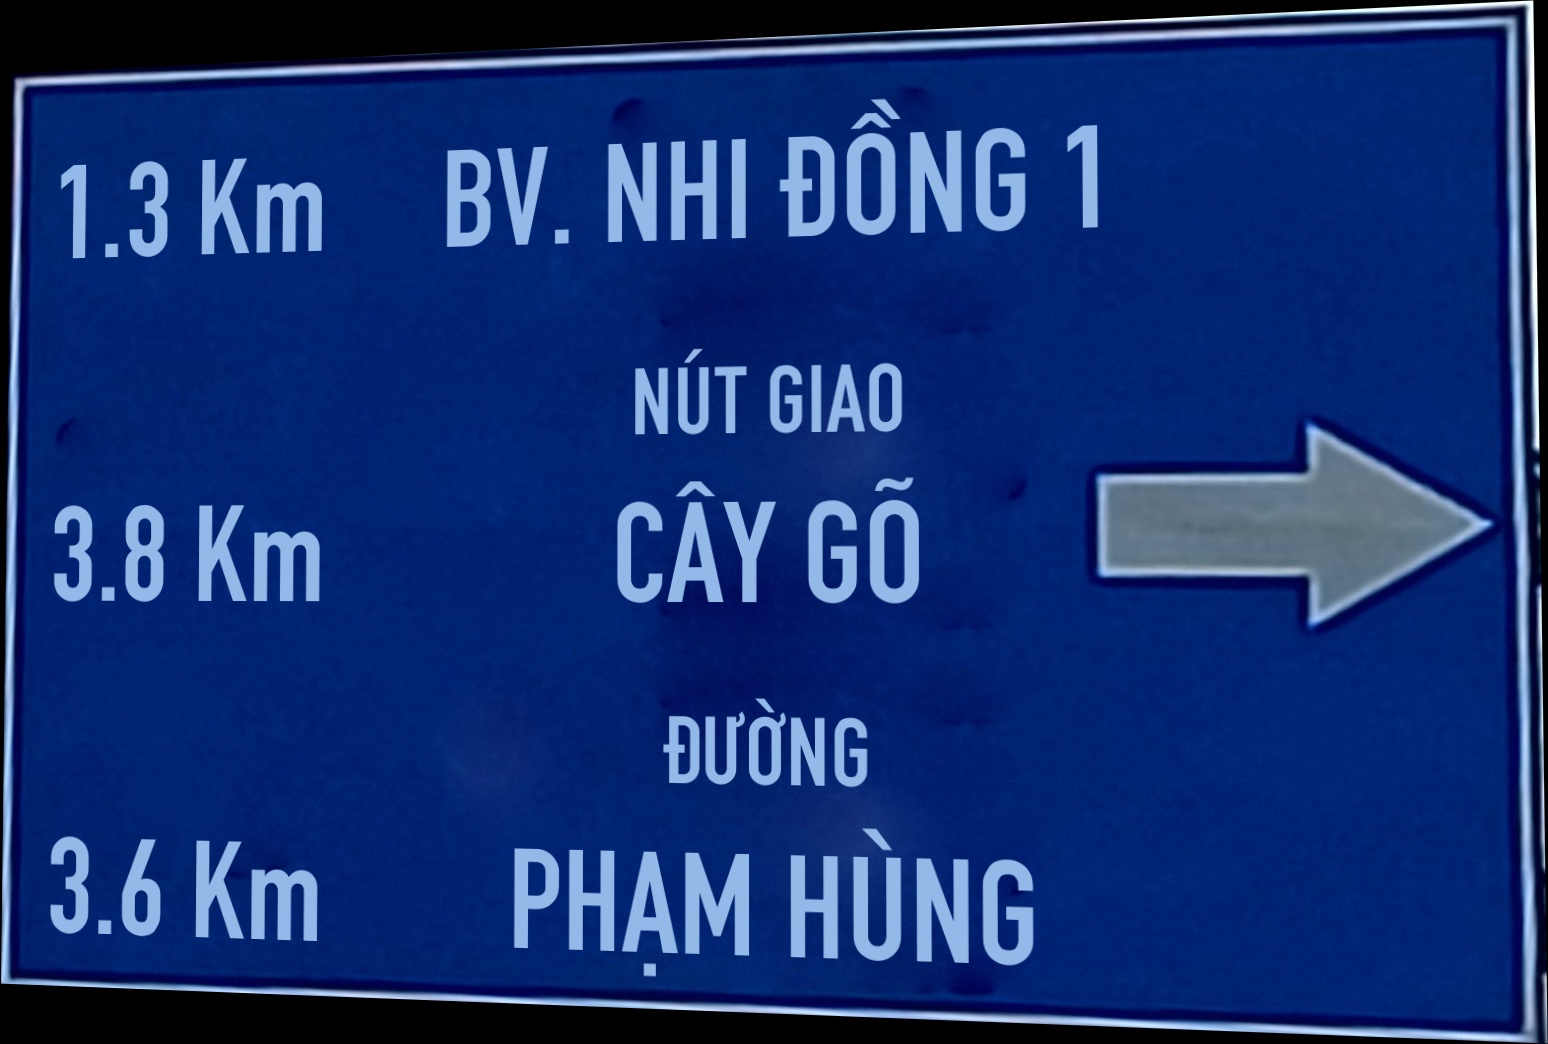 1.3 Km BV. NHI ĐỒNG 1
NÚT GIAO
3.8 Km CÂY GÕ
ĐƯỜNG
3.6 Km PHẠM HÙNG